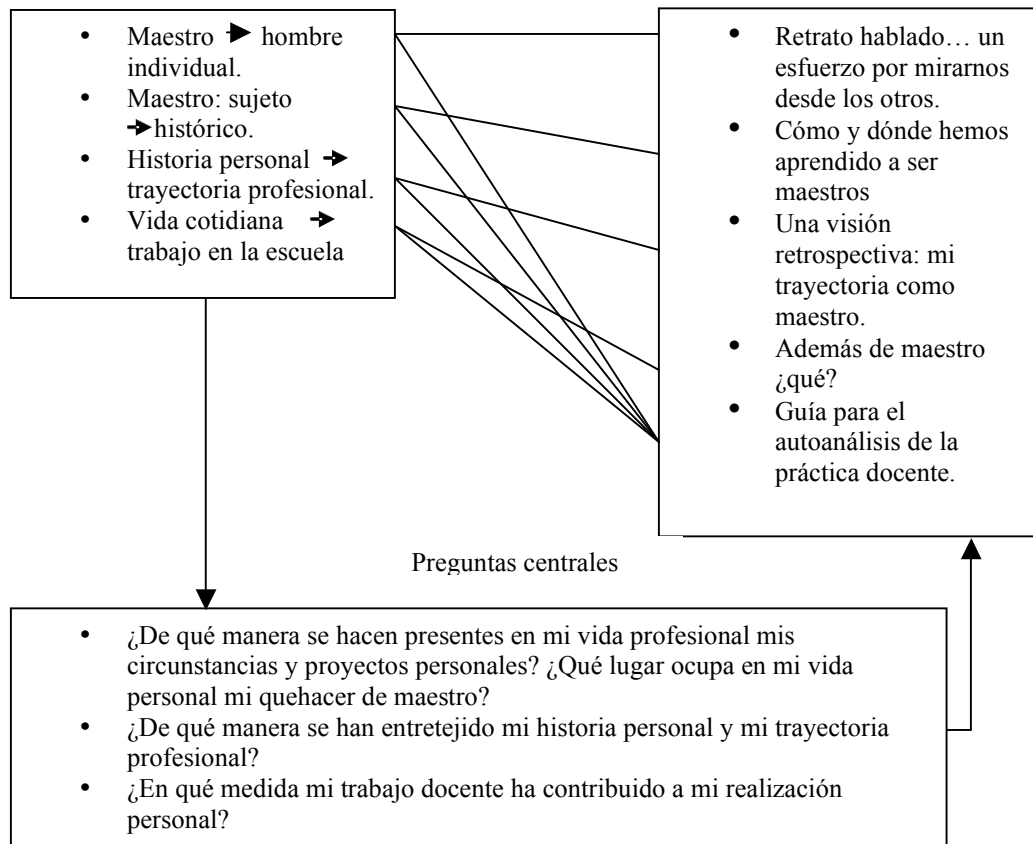 • Maestro → hombre
individual.
• Maestro: sujeto
→histórico.
• Historia personal →
trayectoria profesional.
• Vida cotidiana →
trabajo en la escuela
• Retrato hablado… un
esfuerzo por mirarnos
desde los otros.
• Cómo y dónde hemos
aprendido a ser
maestros
• Una visión
retrospectiva: mi
trayectoria como
maestro.
• Además de maestro
¿qué?
• Guía para el
autoanálisis de la
práctica docente.
Preguntas centrales
• ¿De qué manera se hacen presentes en mi vida profesional mis
circunstancias y proyectos personales? ¿Qué lugar ocupa en mi vida
personal mi quehacer de maestro?
• ¿De qué manera se han entretejido mi historia personal y mi trayectoria
profesional?
• ¿En qué medida mi trabajo docente ha contribuido a mi realización
personal?